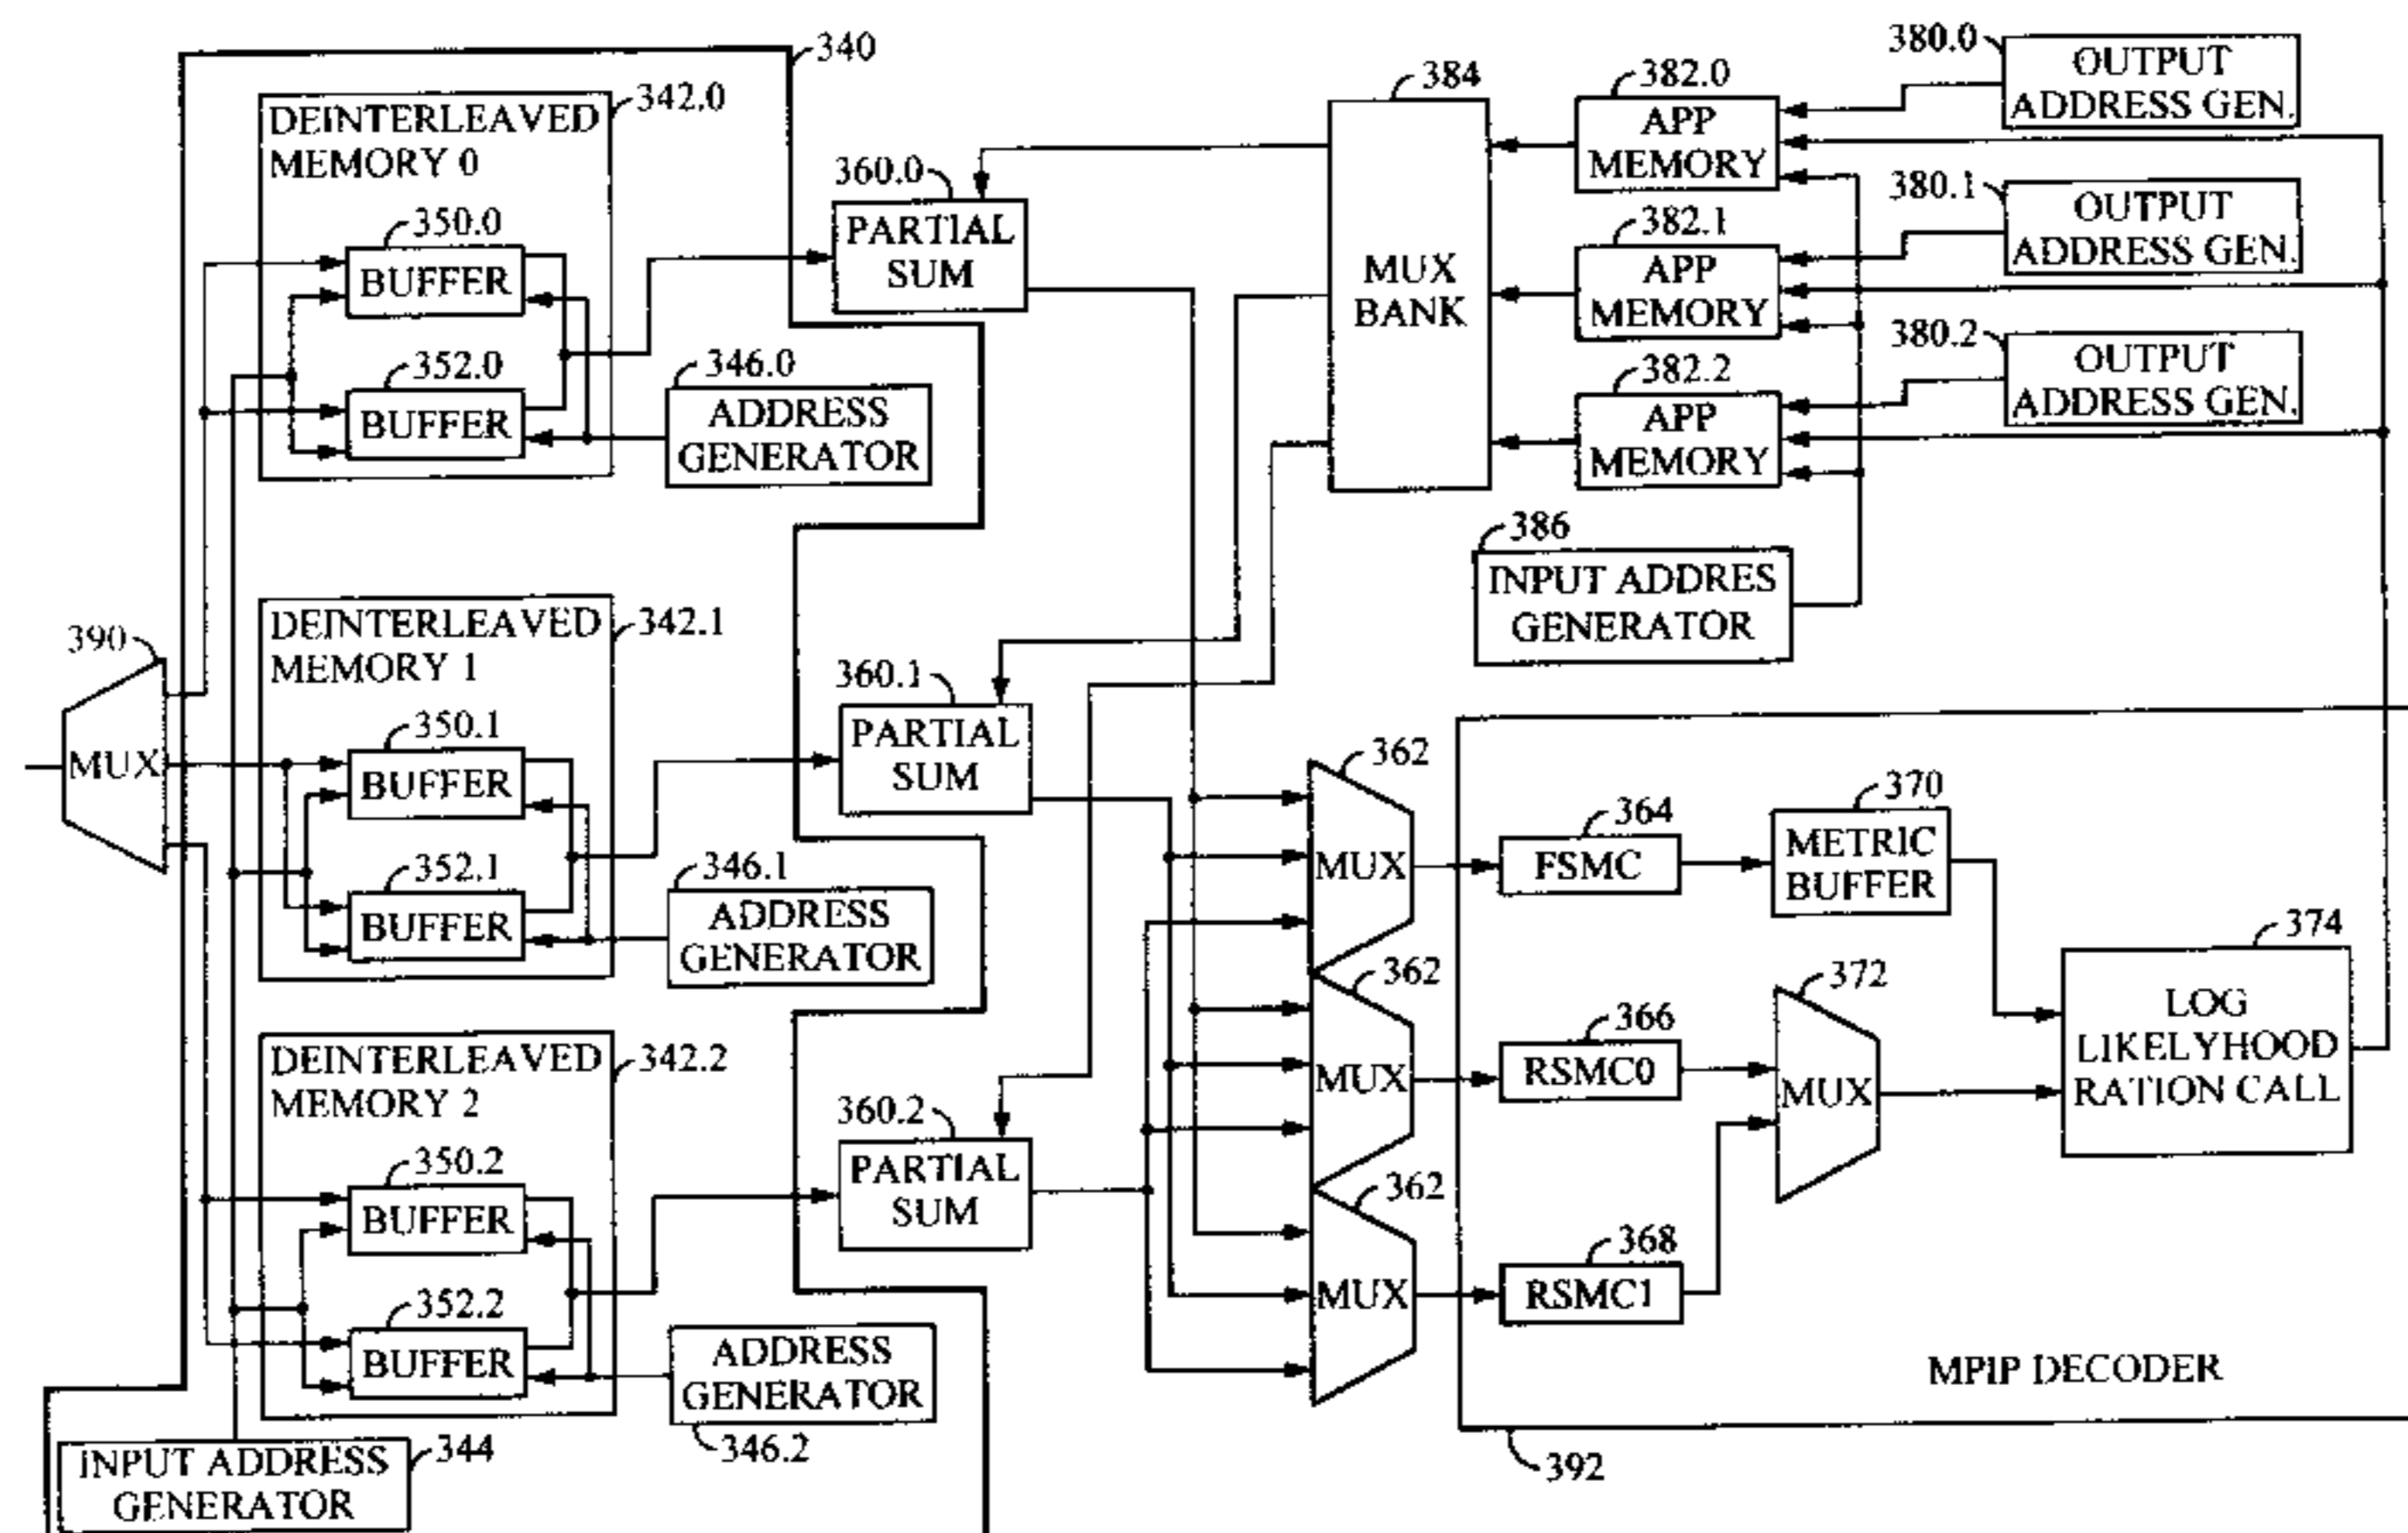 340
DEINTERLEAVED
MEMORY 0
342.0
350.0
BUFFER
352.0
BUFFER
346.0
ADDRESS
GENERATOR
360.0
PARTIAL
SUM
384
MUX
BANK
382.0
APP
MEMORY
382.1
APP
MEMORY
382.2
APP
MEMORY
380.0
OUTPUT
ADDRESS GEN.
380.1
OUTPUT
ADDRESS GEN.
380.2
OUTPUT
ADDRESS GEN.
386
INPUT ADDRES
GENERATOR
390
MUX
DEINTERLEAVED
MEMORY 1
342.1
350.1
BUFFER
352.1
BUFFER
346.1
ADDRESS
GENERATOR
360.1
PARTIAL
SUM
DEINTERLEAVED
MEMORY 2
342.2
350.2
BUFFER
352.2
BUFFER
346.2
ADDRESS
GENERATOR
360.2
PARTIAL
SUM
INPUT ADDRESS
GENERATOR
344
362
MUX
362
MUX
362
MUX
364
FSMC
366
RSMC0
368
RSMC1
370
METRIC
BUFFER
372
MUX
374
LOG
LIKELYHOOD
RATION CALL
MPIP DECODER
392